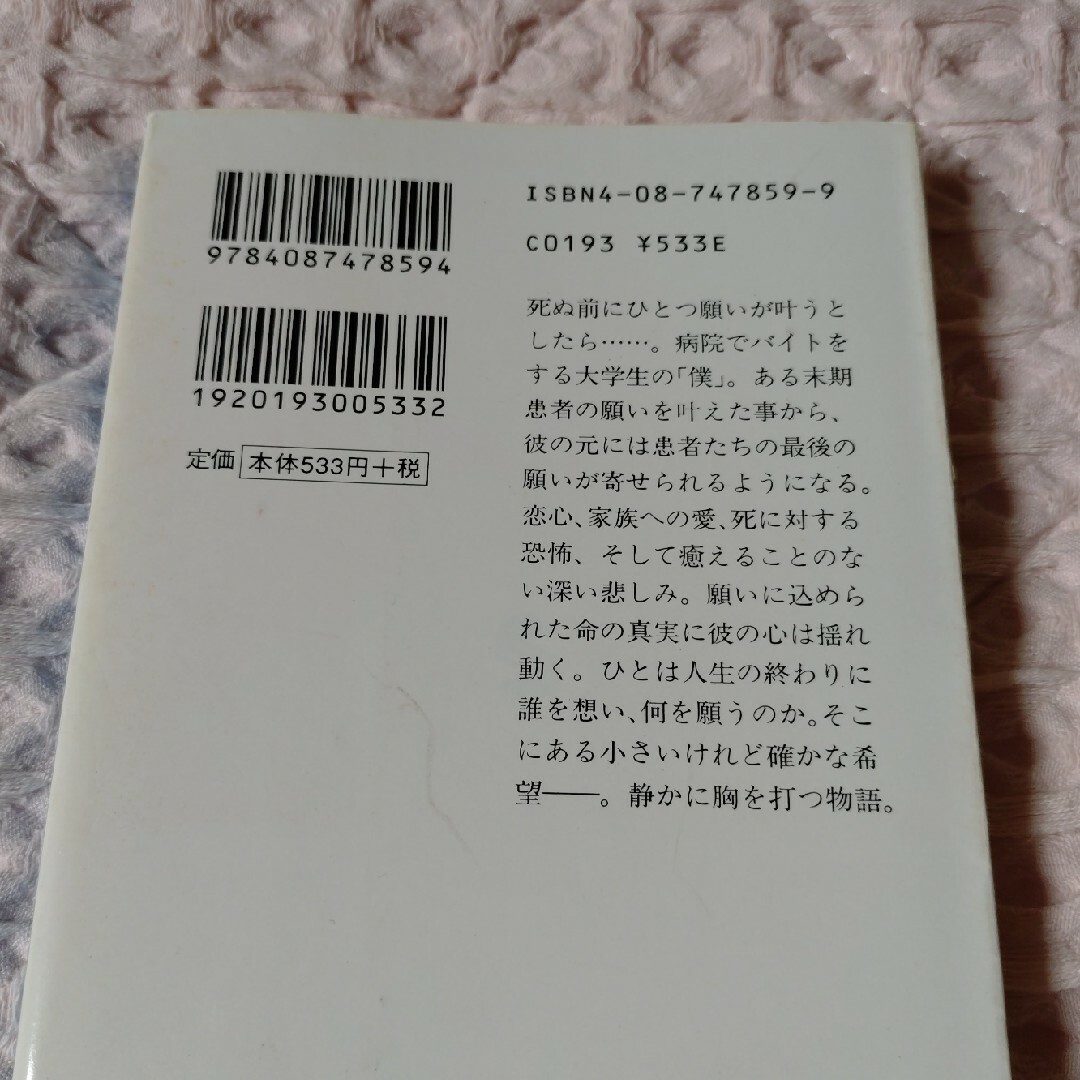 9784087478594
1920193005332
定価 本体533円+税
ISBN4-08-747859-9
C0193 ¥533E
死ぬ前にひとつ願いが叶うと
したら……。病院でバイトを
する大学生の「僕」。ある末期
患者の願いを叶えた事から、
彼の元には患者たちの最後の
願いが寄せられるようになる。
恋心、家族への愛、死に対する
恐怖、そして癒えることのな
い深い悲しみ。願いに込めら
れた命の真実に彼の心は揺れ
動く。ひとは人生の終わりに
誰を想い、何を願うのか。そこ
にある小さいけれど確かな希
望――。静かに胸を打つ物語。